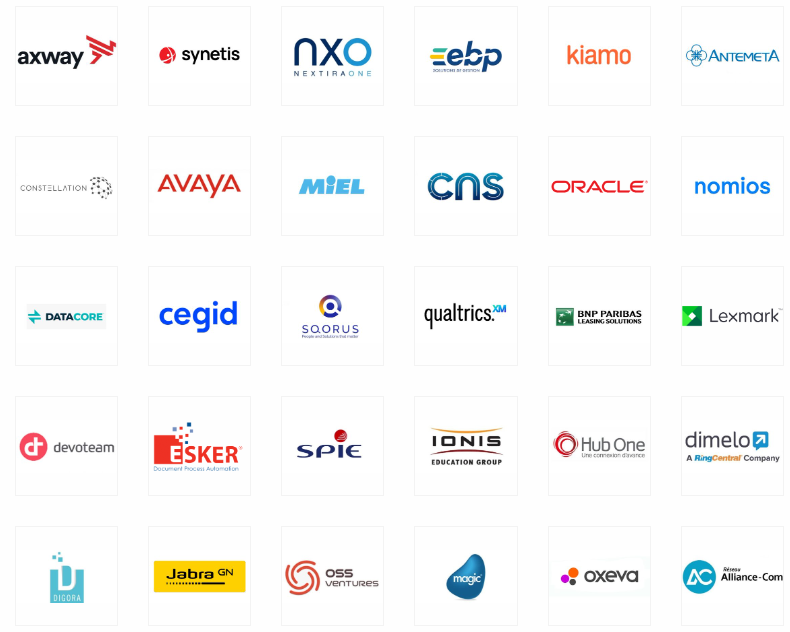 axway
synetis
nxo
NEXTIRAONE
ebp
SOLUTIONS DE GESTION
kiamo
ANTEMETA
CONSTELLATION
AVAYA
MiEL
cns
ORACLE
nomios
DATACORE
cegid
SQORUS
People and Solutions that matter
qualtrics.XM
BNP PARIBAS
LEASING SOLUTIONS
Lexmark™
devoteam
ESKER®
Document Process Automation
SPIE
IONIS
EDUCATION GROUP
Hub One
Une connexion d'avance
dimelo
A RingCentral Company
DIGORA
Jabra GN
OSS
VENTURES
magic
oxeva
AC
Réseau
Alliance-Com